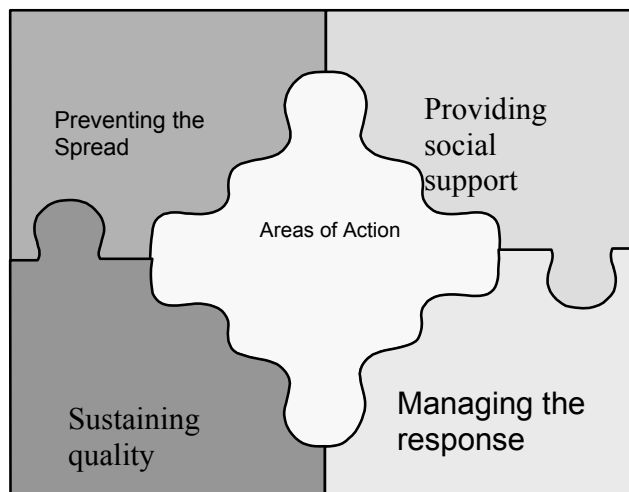 Preventing the
Spread
Providing
social
support
Areas of Action
Sustaining
quality
Managing the
response